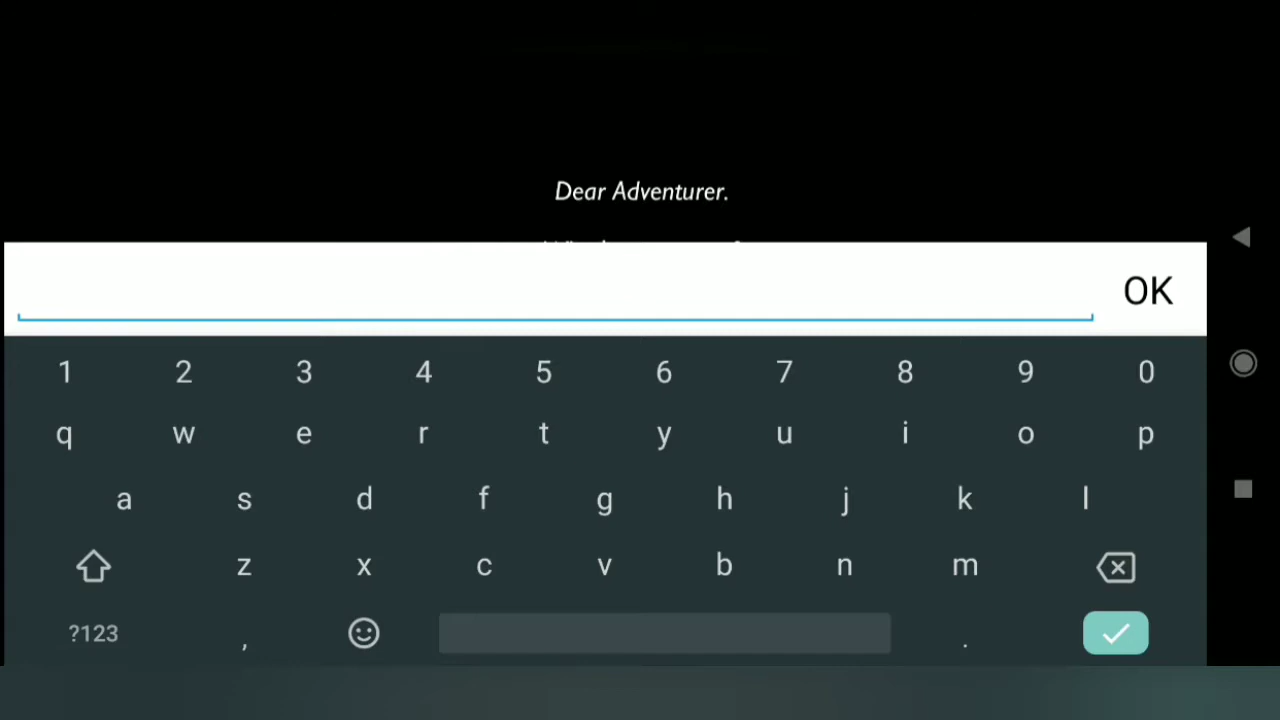 Dear Adventurer.
OK
1 2 3 4 5 6 7 8 9 0
q w e r t y u i o p
a s d f g h j k l
z x c v b n m
?123 , .